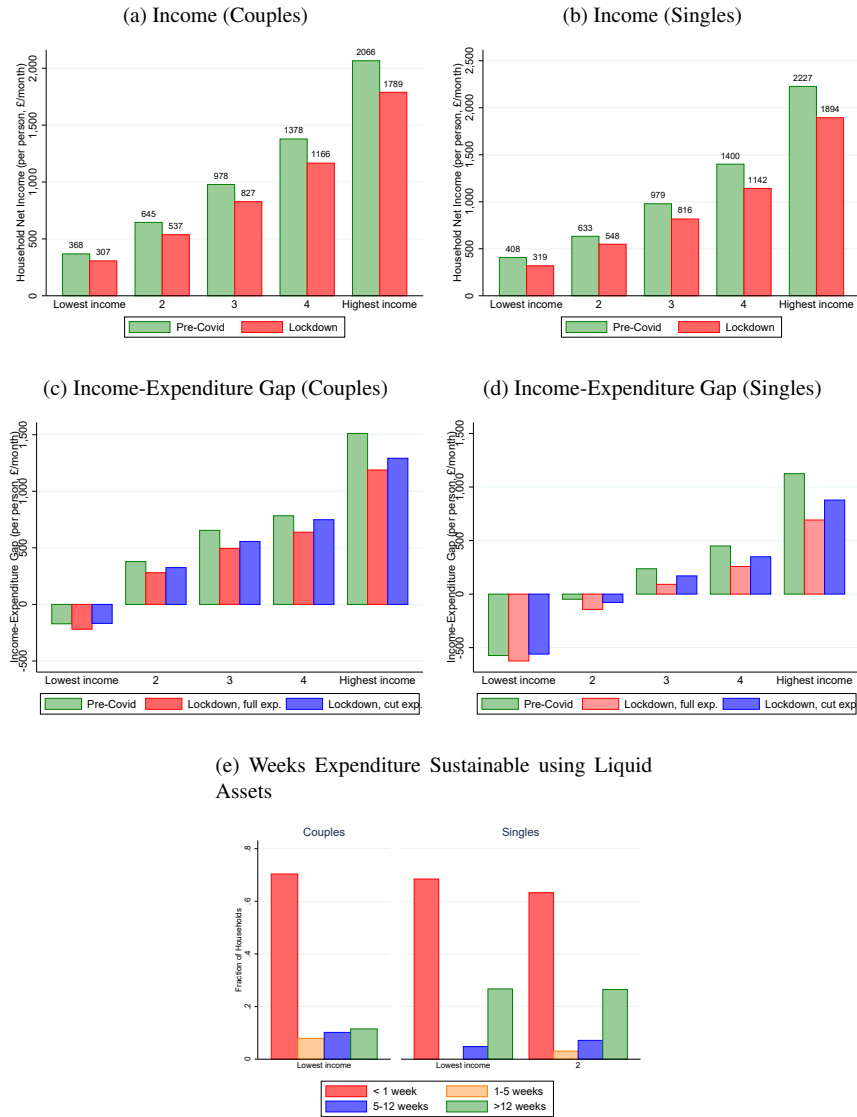 (a) Income (Couples)
Household Net Income (per person, £/month)
0 500 1,000 1,500 2,000
368 307 645 537 978 827 1378 1166 2066 1789
Lowest income 2 3 4 Highest income
Pre-Covid Lockdown
(b) Income (Singles)
Household Net Income (per person, £/month)
0 500 1,000 1,500 2,000 2,500
408 319 633 548 979 816 1400 1142 2227 1894
Lowest income 2 3 4 Highest income
Pre-Covid Lockdown
(c) Income-Expenditure Gap (Couples)
Income-Expenditure Gap (per person, £/month)
-500 0 500 1,000 1,500
Lowest income 2 3 4 Highest income
Pre-Covid Lockdown, full exp. Lockdown, cut exp.
(d) Income-Expenditure Gap (Singles)
Income-Expenditure Gap (per person, £/month)
-500 0 500 1,000 1,500
Lowest income 2 3 4 Highest income
Pre-Covid Lockdown, full exp. Lockdown, cut exp.
(e) Weeks Expenditure Sustainable using Liquid
Assets
Couples Singles
Fraction of Households
0 .2 .4 .6 .8
Lowest income Lowest income 2
< 1 week 1-5 weeks
5-12 weeks >12 weeks